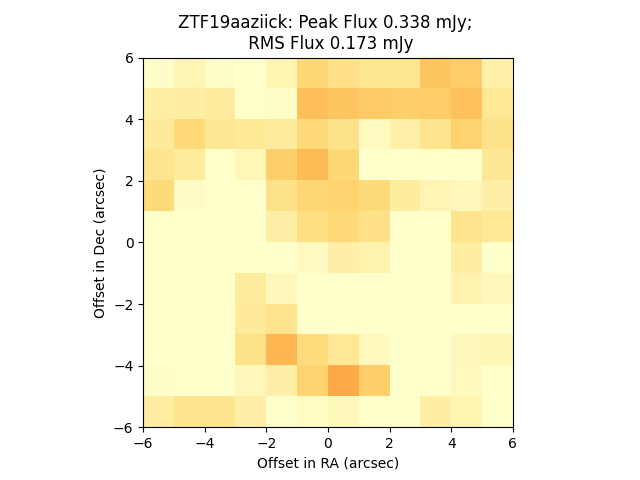 ZTF19aaziick: Peak Flux 0.338 mJy;
RMS Flux 0.173 mJy
6
4
2
0
−2
−4
−6
Offset in Dec (arcsec)
−6 −4 −2 0 2 4 6
Offset in RA (arcsec)